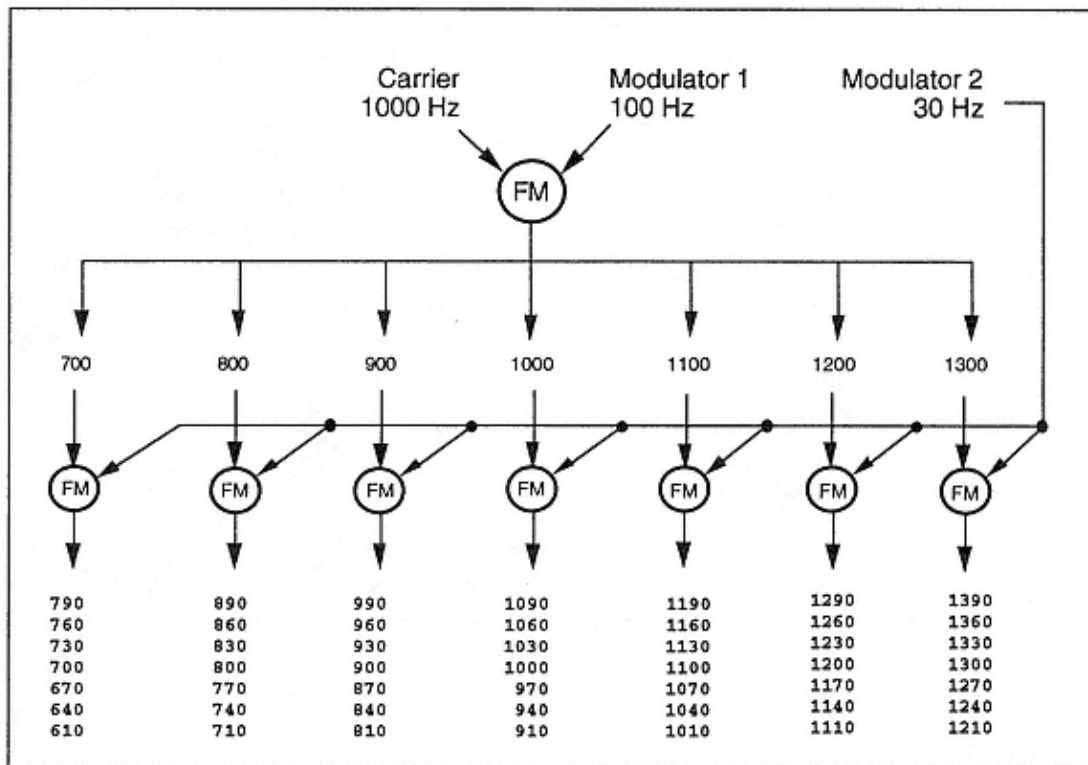 Carrier Modulator 1 Modulator 2
1000 Hz 100 Hz 30 Hz
FM
700 800 900 1000 1100 1200 1300
FM FM FM FM FM FM FM
790 890 990 1090 1190 1290 1390
760 860 960 1060 1160 1260 1360
730 830 930 1030 1130 1230 1330
700 800 900 1000 1100 1200 1300
670 770 870 970 1070 1170 1270
640 740 840 940 1040 1140 1240
610 710 810 910 1010 1110 1210